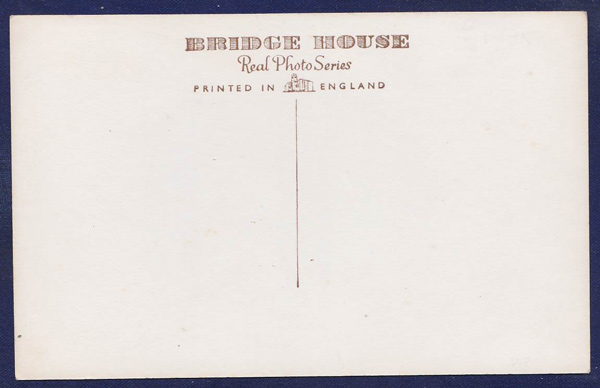 BRIDGE HOUSE
Real Photo Series
PRINTED IN ENGLAND